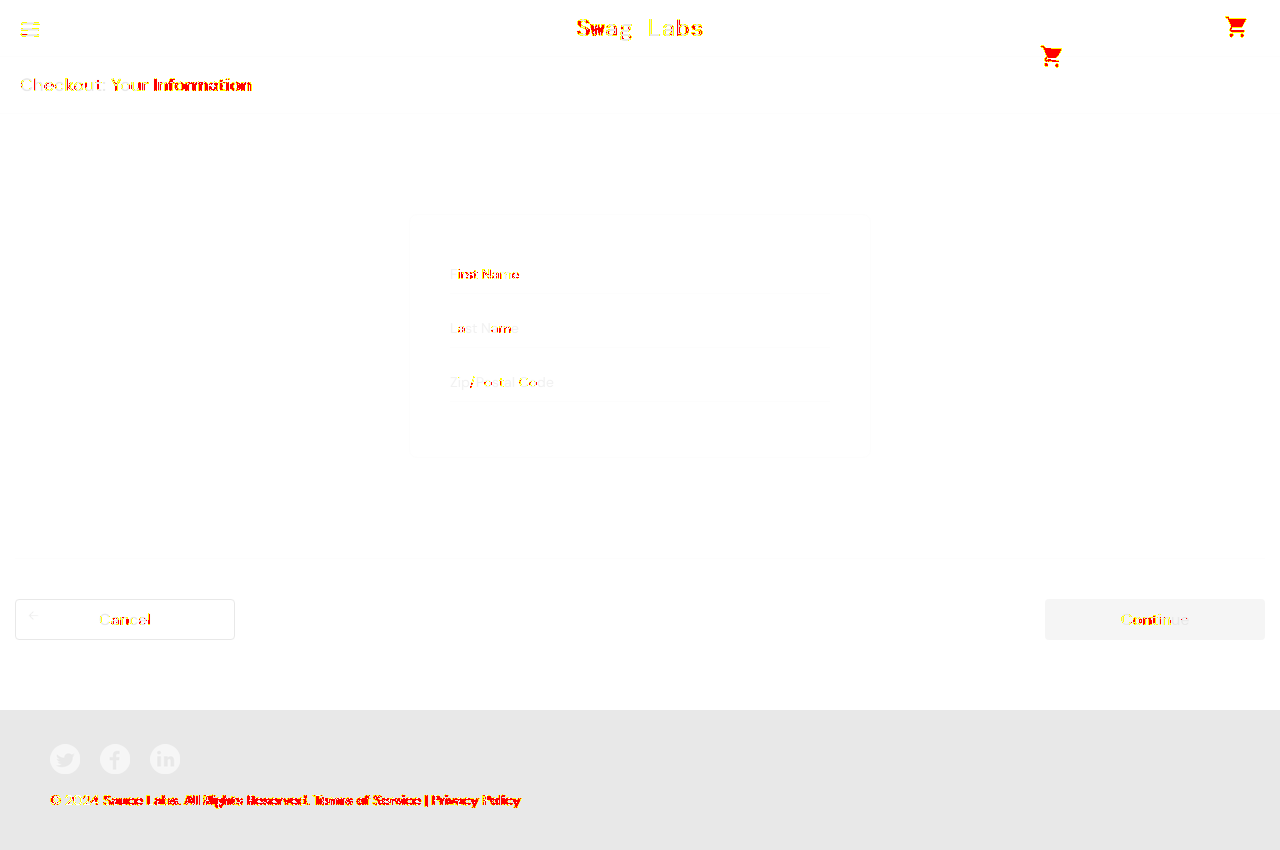 Swag Labs
Checkout: Your Information
First Name
Last Name
Zip/Postal Code
Cancel
Continue
© Sauce Labs. All Rights Reserved. Terms of Service | Privacy Policy